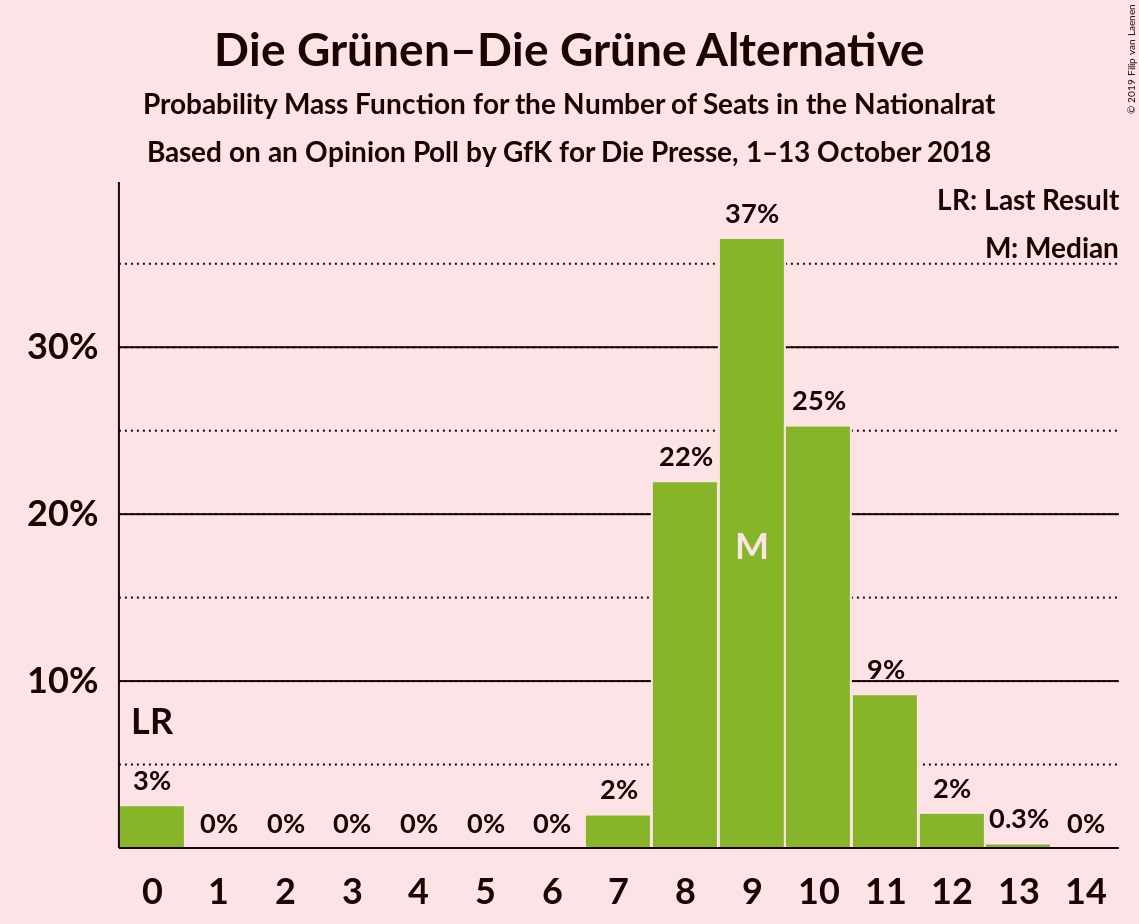 Die Grünen–Die Grüne Alternative
Probability Mass Function for the Number of Seats in the Nationalrat
Based on an Opinion Poll by GfK for Die Presse, 1–13 October 2018
© 2019 Filip van Laenen
LR: Last Result
M: Median
37%
30%
25%
22%
20%
M
10%
9%
LR
3%
0%
0%
0%
0%
0%
0%
2%
2%
0.3%
0%
0 1 2 3 4 5 6 7 8 9 10 11 12 13 14